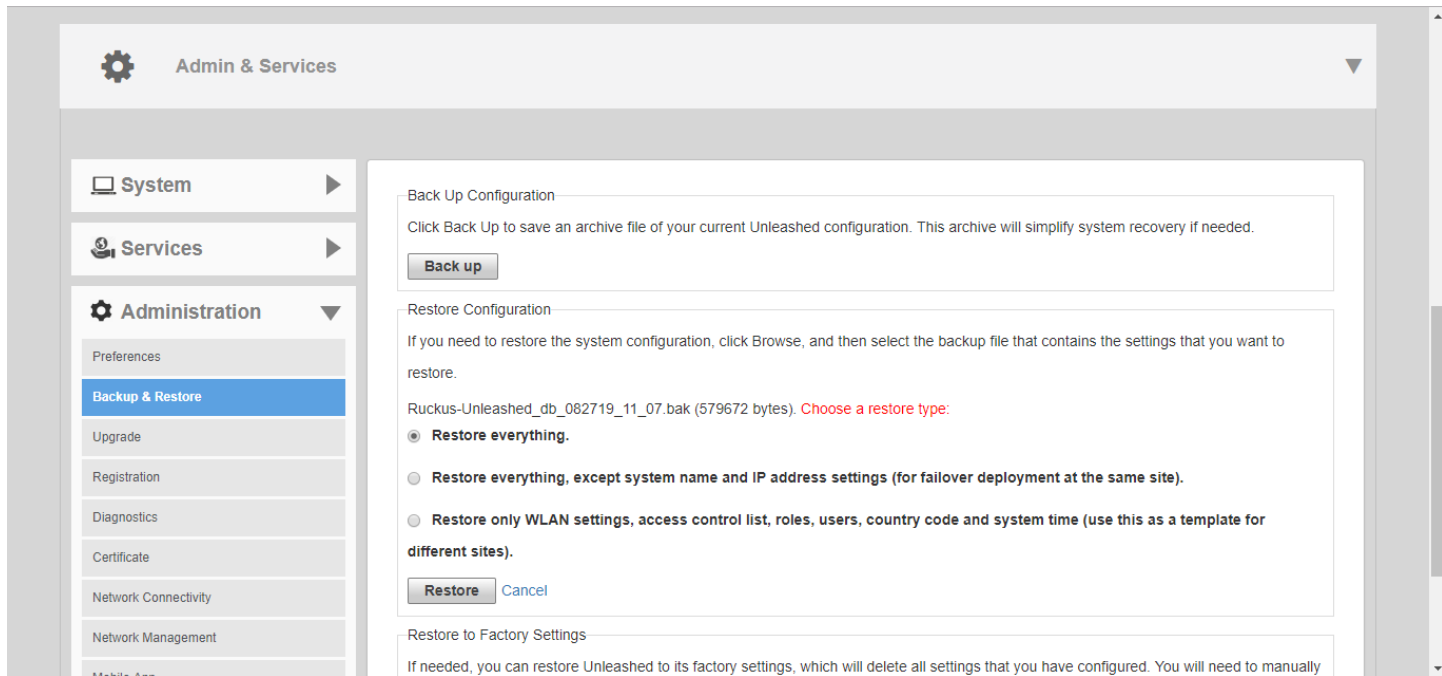 Admin & Services
System
Services
Administration
Preferences
Backup & Restore
Upgrade
Registration
Diagnostics
Certificate
Network Connectivity
Network Management
Mobile App
Back Up Configuration
Click Back Up to save an archive file of your current Unleashed configuration. This archive will simplify system recovery if needed.
Back up
Restore Configuration
If you need to restore the system configuration, click Browse, and then select the backup file that contains the settings that you want to
restore.
Ruckus-Unleashed_db_082719_11_07.bak (579672 bytes). Choose a restore type:
Restore everything.
Restore everything, except system name and IP address settings (for failover deployment at the same site).
Restore only WLAN settings, access control list, roles, users, country code and system time (use this as a template for
different sites).
Restore Cancel
Restore to Factory Settings
If needed, you can restore Unleashed to its factory settings, which will delete all settings that you have configured. You will need to manually